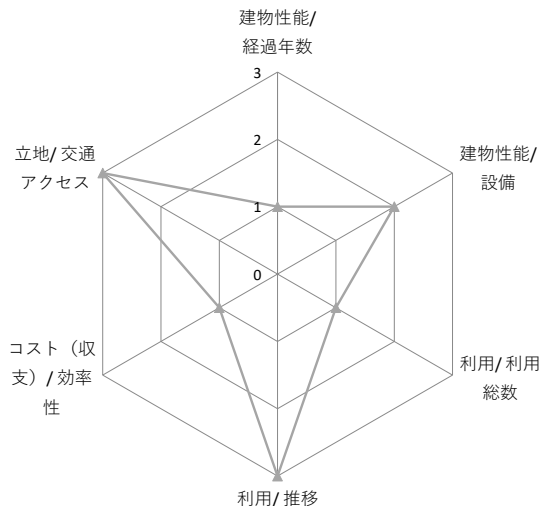 建物性能/
経過年数
3
立地/ 交通
アクセス
2
建物性能/
設備
1
0
コスト（収
支）/ 効率
性
利用/ 利用
総数
利用/ 推移